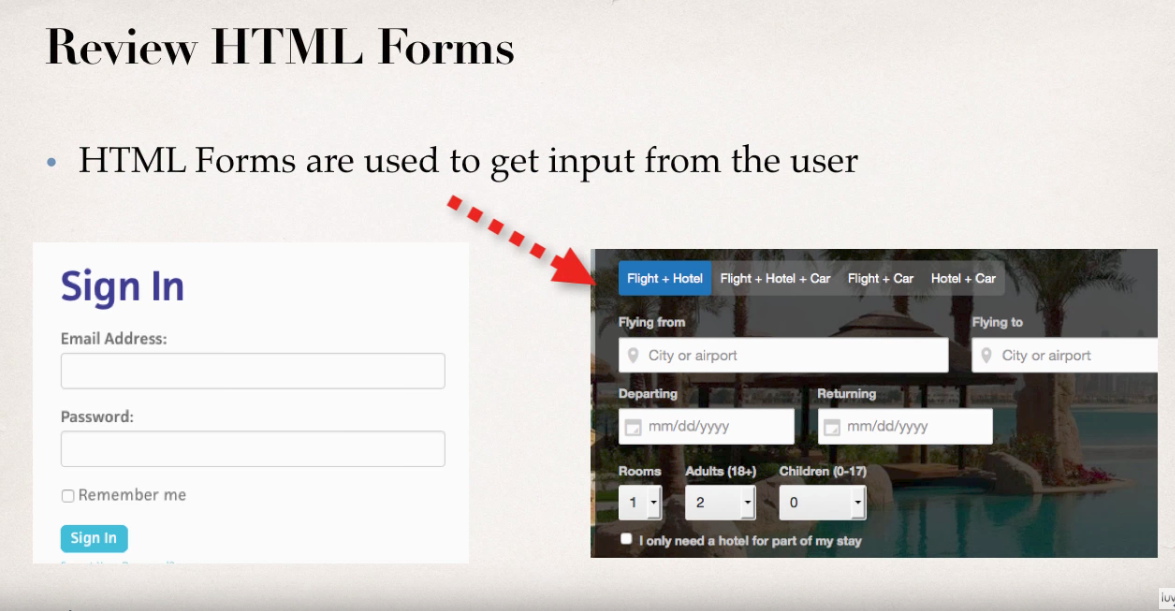 Review HTML Forms
• HTML Forms are used to get input from the user
Sign In
Email Address:
Password:
Remember me
Sign In
Flight + Hotel Flight + Hotel + Car Flight + Car Hotel + Car
Flying from Flying to
City or airport City or airport
Departing Returning
mm/dd/yyyy mm/dd/yyyy
Rooms Adults (18+) Children (0-17)
1 2 0
I only need a hotel for part of my stay